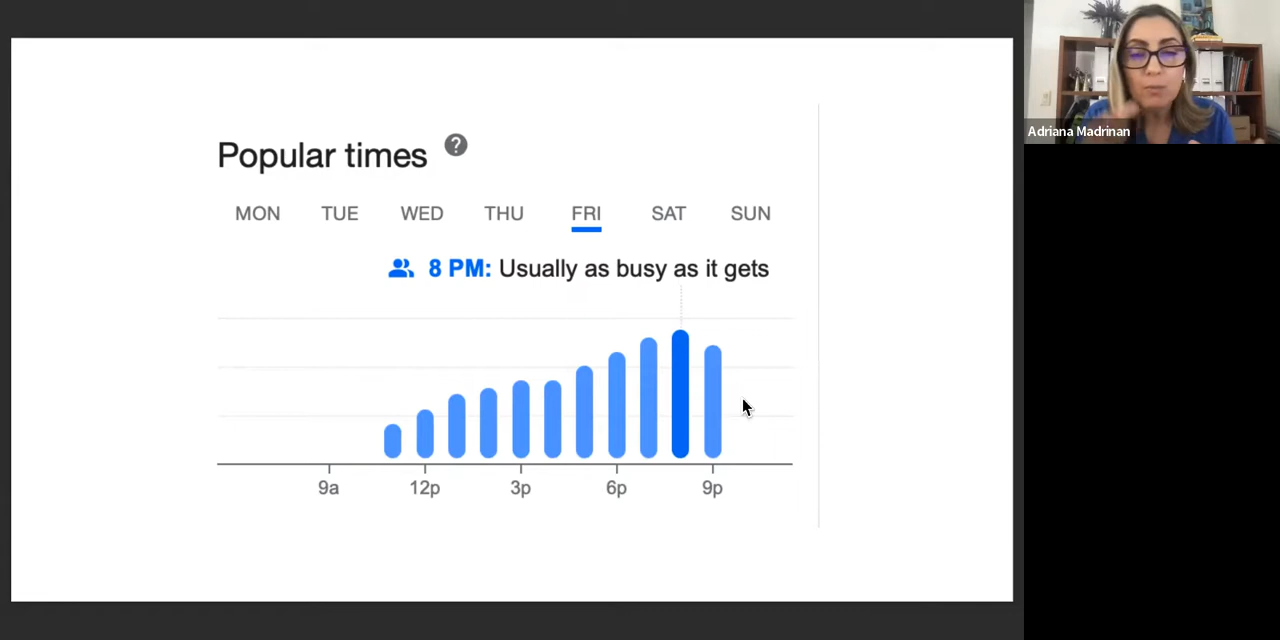 Popular times ?
MON TUE WED THU FRI SAT SUN
8 PM: Usually as busy as it gets
9a 12p 3p 6p 9p
Adriana Madrinan